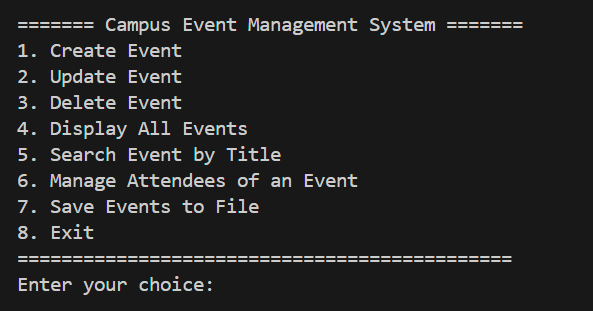 ======= Campus Event Management System =======
1. Create Event
2. Update Event
3. Delete Event
4. Display All Events
5. Search Event by Title
6. Manage Attendees of an Event
7. Save Events to File
8. Exit
=============================================
Enter your choice: